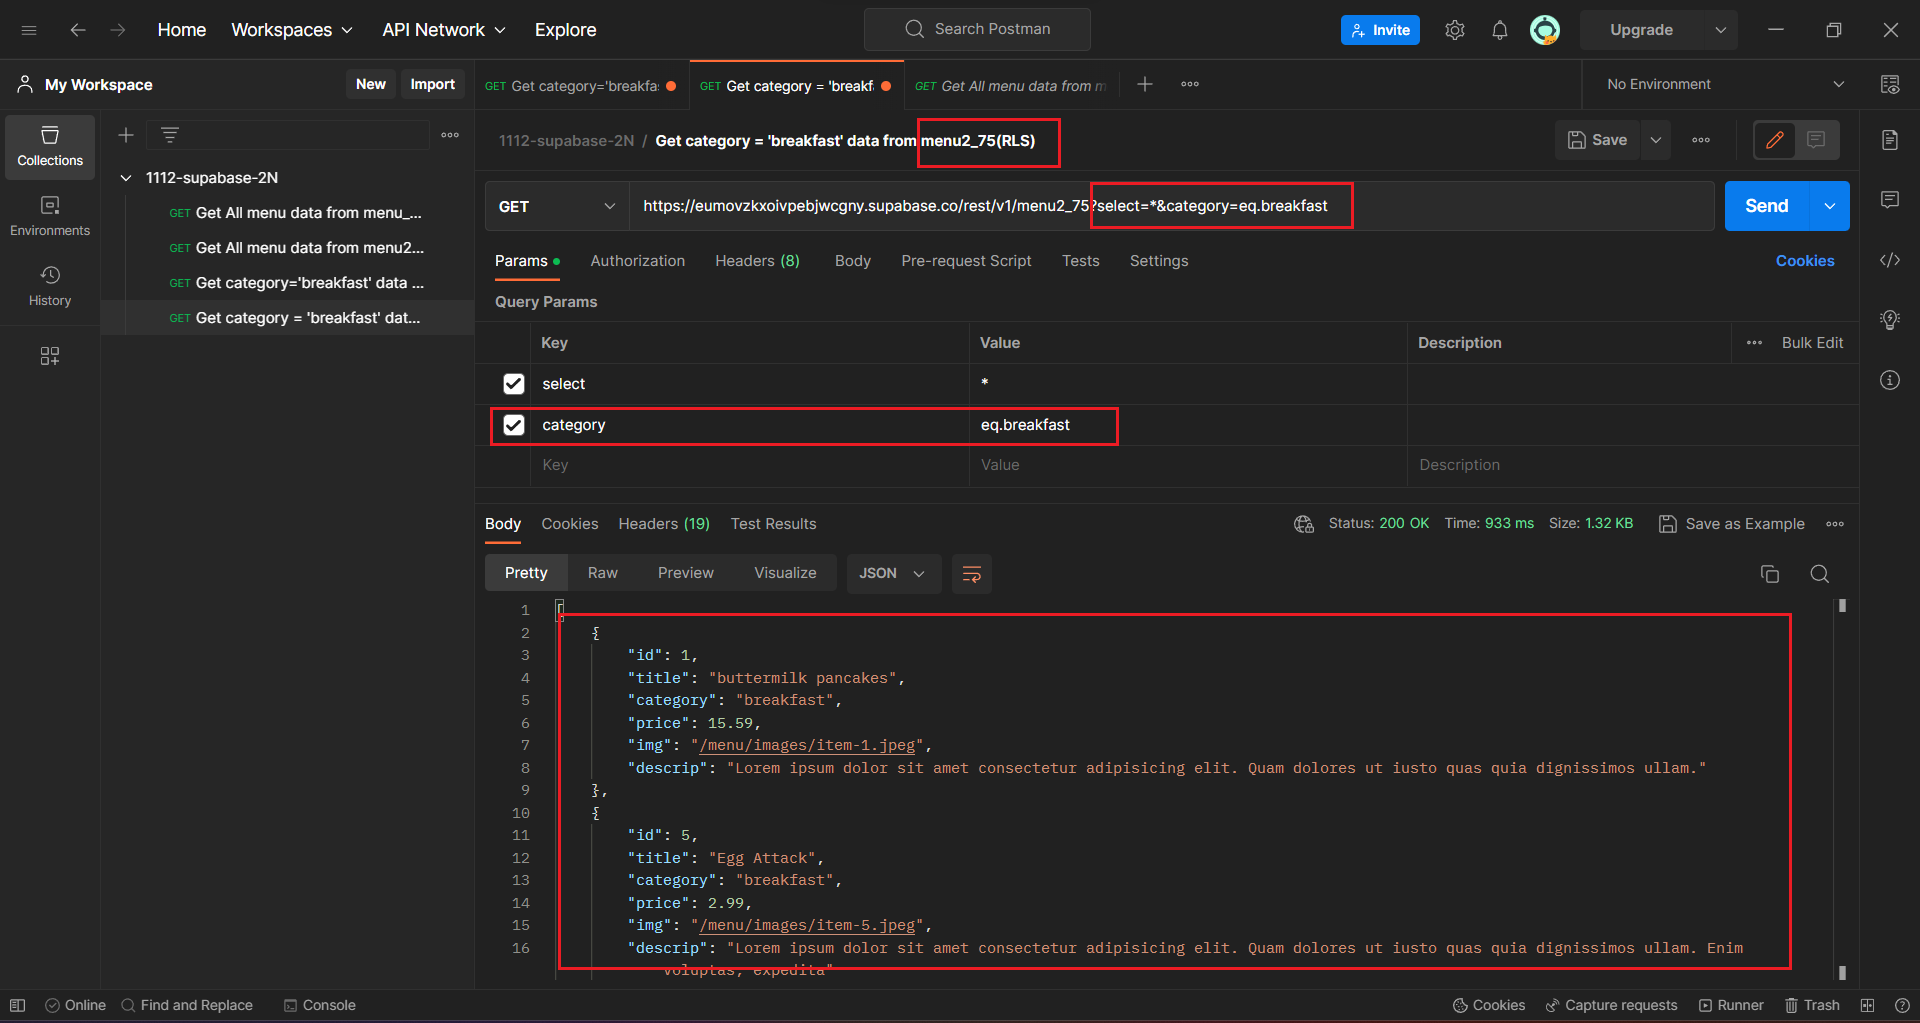 Home Workspaces API Network Explore Search Postman Invite Upgrade
My Workspace New Import GET Get category='breakfa: GET Get category = 'breakf: GET Get All menu data from m No Environment
Collections
Environments
History
1112-supabase-2N
GET Get All menu data from menu_...
GET Get All menu data from menu2...
GET Get category='breakfast' data ...
GET Get category = 'breakfast' dat...
1112-supabase-2N / Get category = 'breakfast' data from menu2_75(RLS) Save
GET https://eumovzkxoivpebjwcgny.supabase.co/rest/v1/menu2_75?select=*&category=eq.breakfast Send
Params Authorization Headers (8) Body Pre-request Script Tests Settings Cookies
Query Params
Key Value Description Bulk Edit
select *
category eq.breakfast
Key Value Description
Body Cookies Headers (19) Test Results Status: 200 OK Time: 933 ms Size: 1.32 KB Save as Example
Pretty Raw Preview Visualize JSON
1 [
2 {
3 "id": 1,
4 "title": "buttermilk pancakes",
5 "category": "breakfast",
6 "price": 15.59,
7 "img": "/menu/images/item-1.jpeg",
8 "descrip": "Lorem ipsum dolor sit amet consectetur adipisicing elit. Quam dolores ut iusto quas quia dignissimos ullam."
9 },
10 {
11 "id": 5,
12 "title": "Egg Attack",
13 "category": "breakfast",
14 "price": 2.99,
15 "img": "/menu/images/item-5.jpeg",
16 "descrip": "Lorem ipsum dolor sit amet consectetur adipisicing elit. Quam dolores ut iusto quas quia dignissimos ullam. Enim
voluptas, expedita"
Online Find and Replace Console Cookies Capture requests Runner Trash